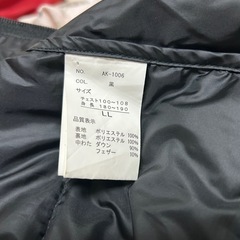 NO. AK-1006
COL. 黒
サイズ
チェスト100〜108
身長 180〜190
LL
品質表示
表地 ポリエステル 100%
裏地 ポリエステル 100%
中わた ダウン 90%
フェザー 10%